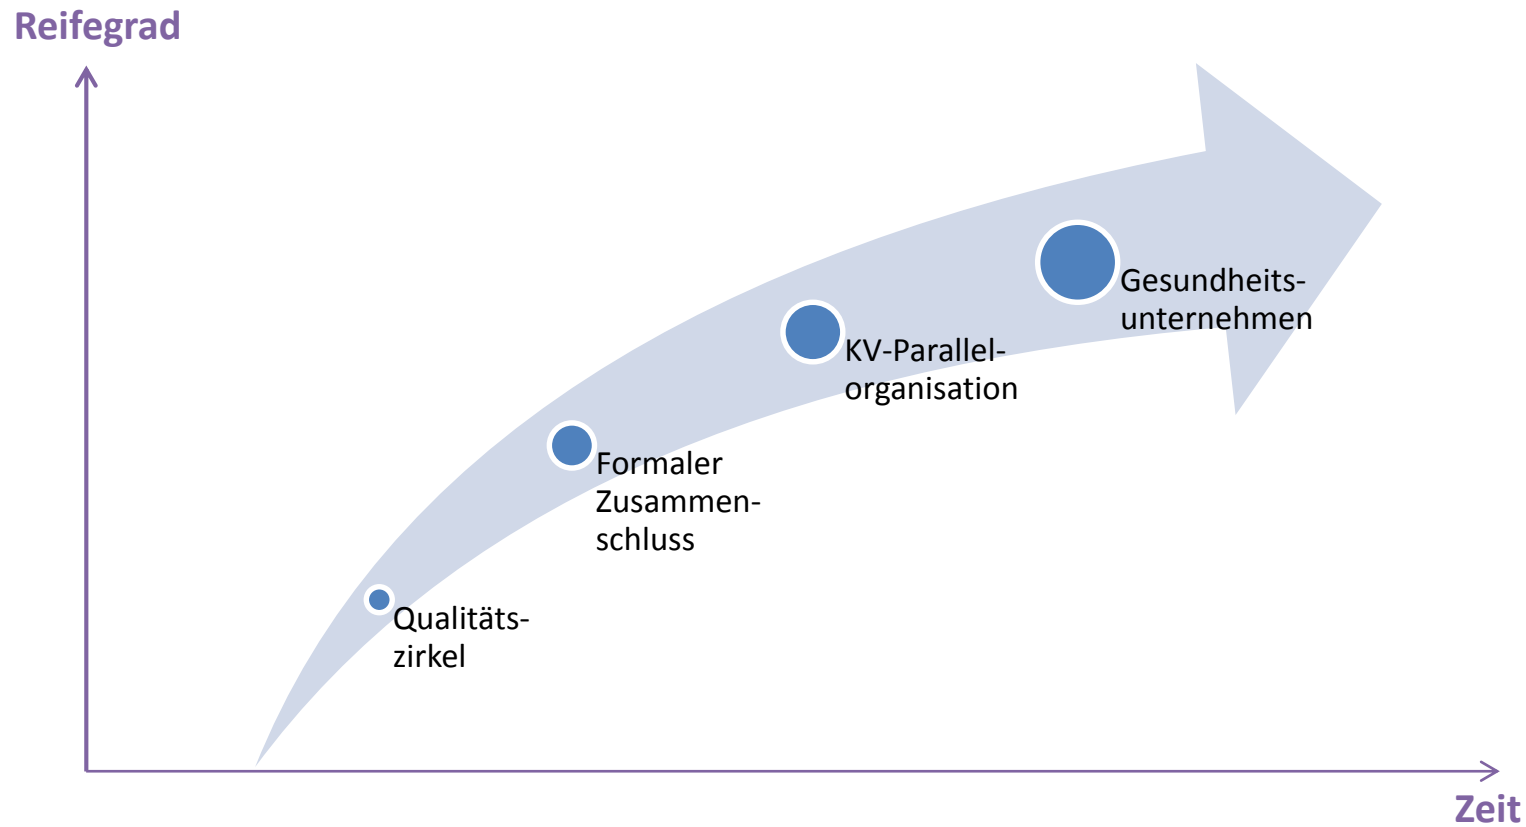 Reifegrad
Gesundheits-
unternehmen
KV-Parallel-
organisation
Formaler
Zusammen-
schluss
Qualitäts-
zirkel
Zeit